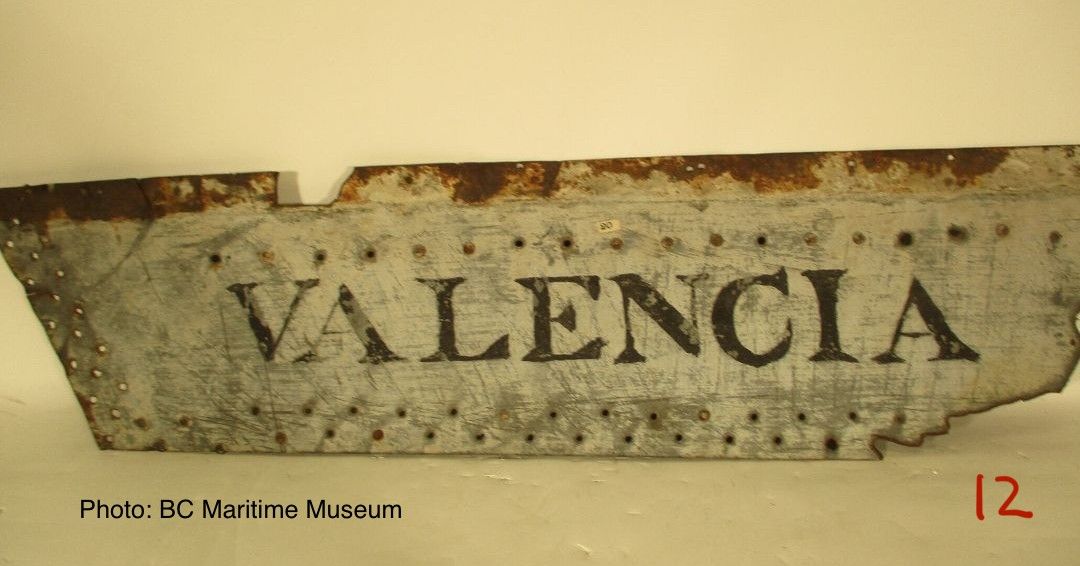 VALENCIA
Photo: BC Maritime Museum
12